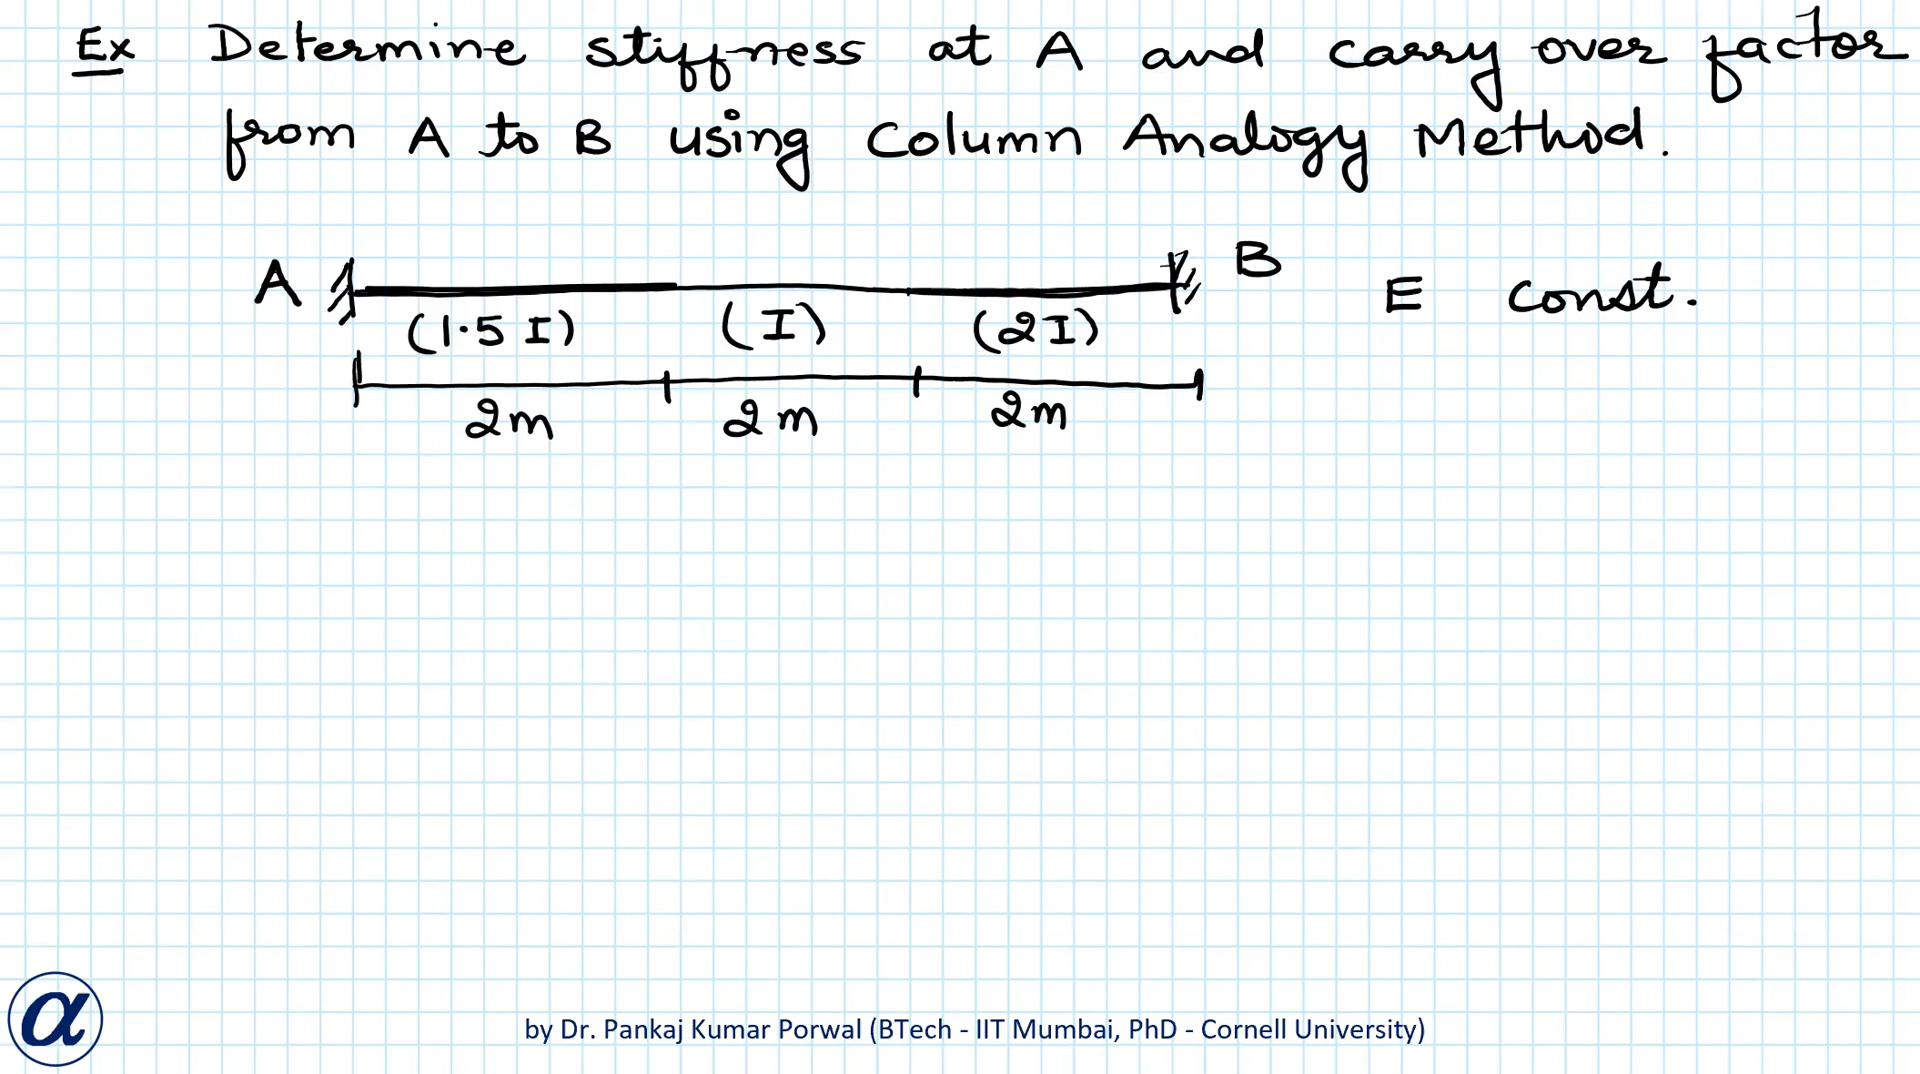 Ex Determine stiffness at A and carry over factor
from A to B using Column Analogy Method.
A B E const.
(1.5 I) (I) (2I)
2m 2m 2m
α
by Dr. Pankaj Kumar Porwal (BTech - IIT Mumbai, PhD - Cornell University)